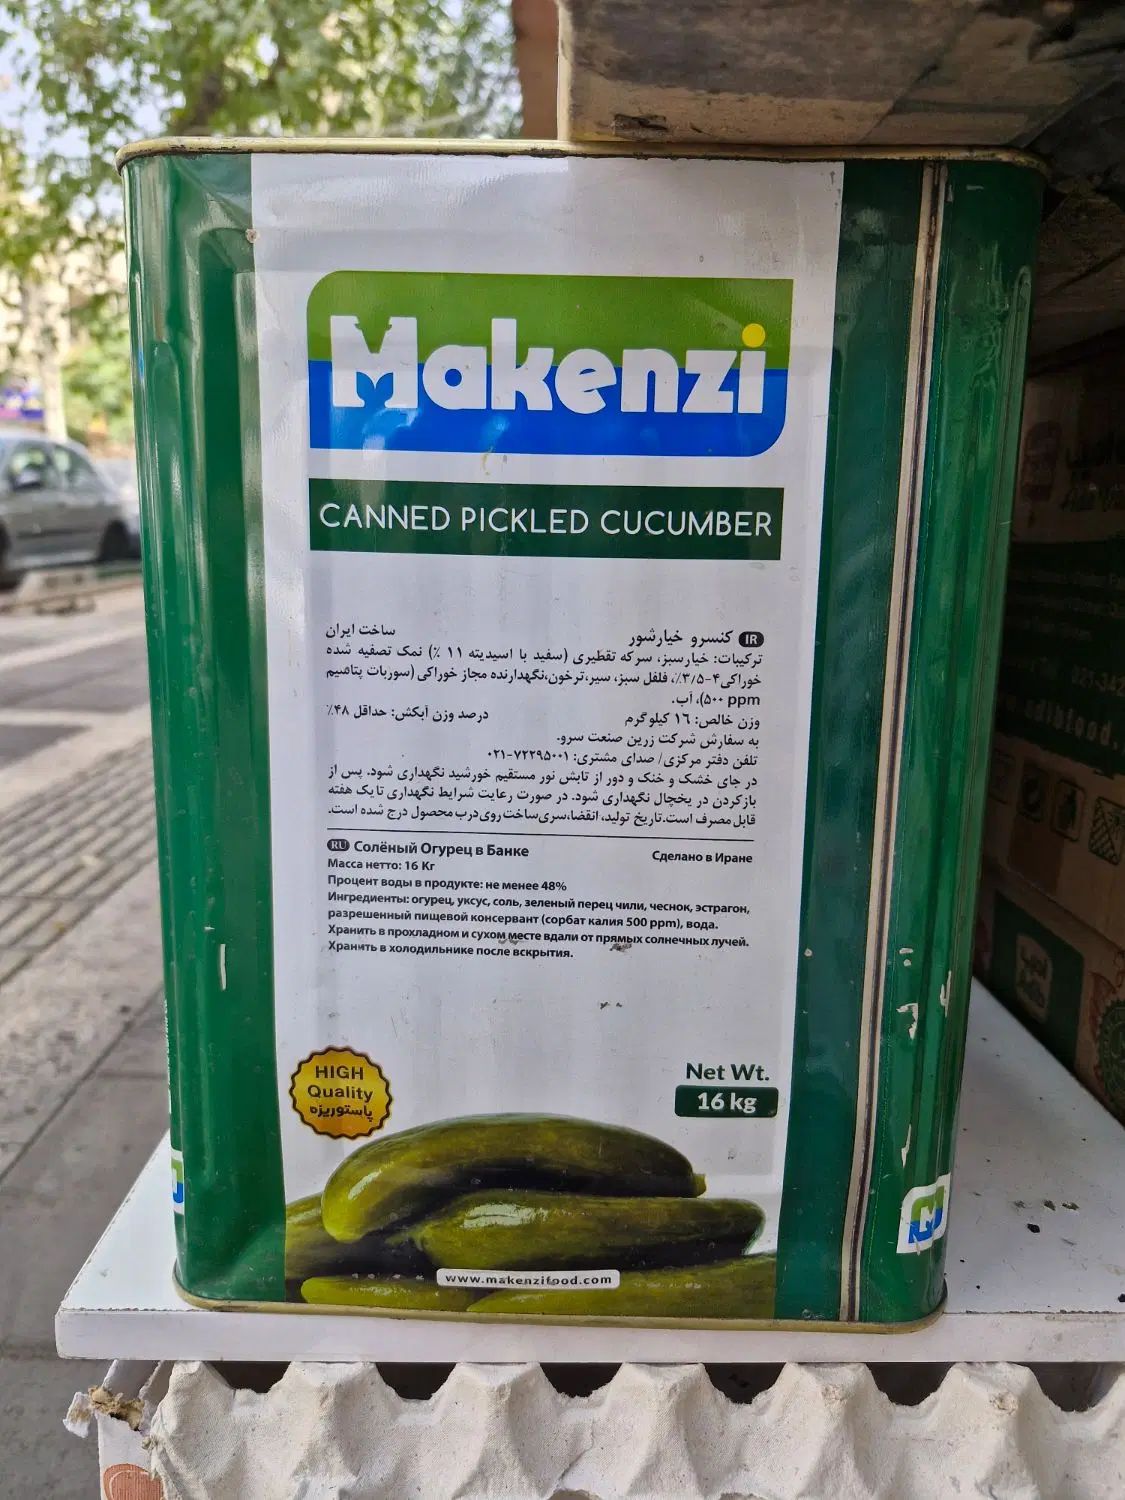 Makenzi
CANNED PICKLED CUCUMBER
IR کنسرو خیارشور ساخت ایران
ترکیبات: خیارسبز، سرکه تقطیری (سفید با اسیدیته ۱۱ ٪) نمک تصفیه شده
خوراکی۴-۳/۵٪، فلفل سبز، سیر،ترخون،نگهدارنده مجاز خوراکی (سوربات پتاسیم
۵۰۰ ppm)، آب.
وزن خالص: ۱۶ کیلوگرم درصد وزن آبکش: حداقل ۴۸٪
به سفارش شرکت زرین صنعت سرو.
تلفن دفتر مرکزی/ صدای مشتری: ۷۲۲۹۵۰۰۱-۰۲۱
در جای خشک و خنک و دور از تابش نور مستقیم خورشید نگهداری شود. پس از
بازکردن در یخچال نگهداری شود. در صورت رعایت شرایط نگهداری تا یک هفته
قابل مصرف است.تاریخ تولید، انقضا،سری‌ساخت روی درب محصول درج شده است.
RU Солёный Огурец в Банке Сделано в Иране
Масса нетто: 16 Кг
Процент воды в продукте: не менее 48%
Ингредиенты: огурец, уксус, соль, зеленый перец чили, чеснок, эстрагон,
разрешенный пищевой консервант (сорбат калия 500 ppm), вода.
Хранить в прохладном и сухом месте вдали от прямых солнечных лучей.
Хранить в холодильнике после вскрытия.
HIGH
Quality
پاستوریزه
Net Wt.
16 kg
www.makenzifood.com